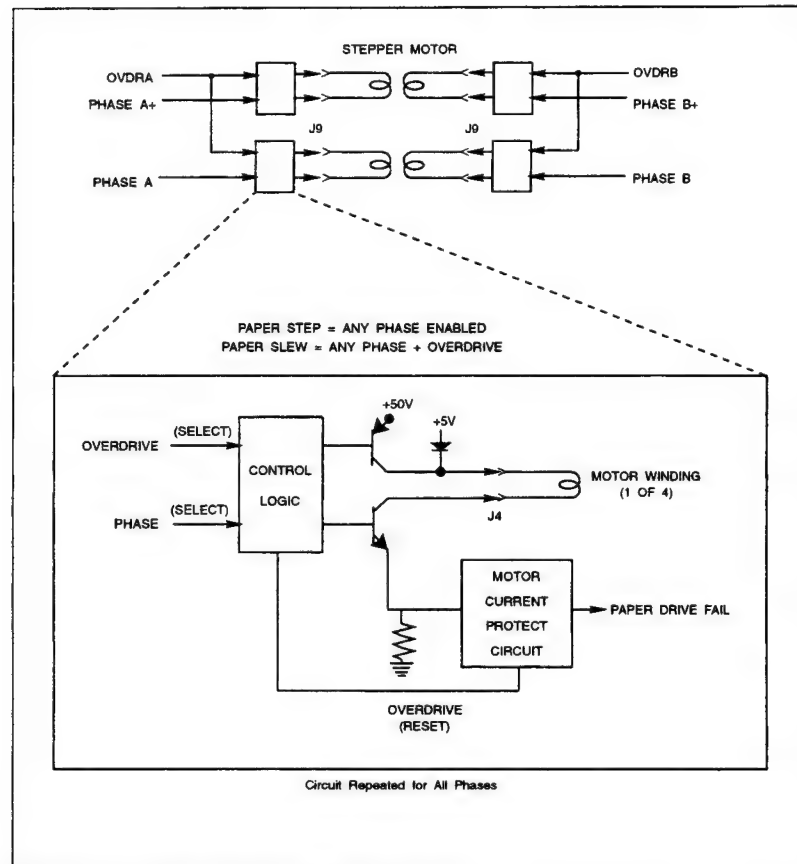 STEPPER MOTOR
OVDRA
OVDRB
PHASE A+
PHASE B+
J9
J9
PHASE A
PHASE B
PAPER STEP = ANY PHASE ENABLED
PAPER SLEW = ANY PHASE + OVERDRIVE
+50V
+5V
OVERDRIVE
(SELECT)
CONTROL
LOGIC
MOTOR WINDING
(1 OF 4)
PHASE
(SELECT)
J4
MOTOR
CURRENT
PROTECT
CIRCUIT
PAPER DRIVE FAIL
OVERDRIVE
(RESET)
Circuit Repeated for All Phases